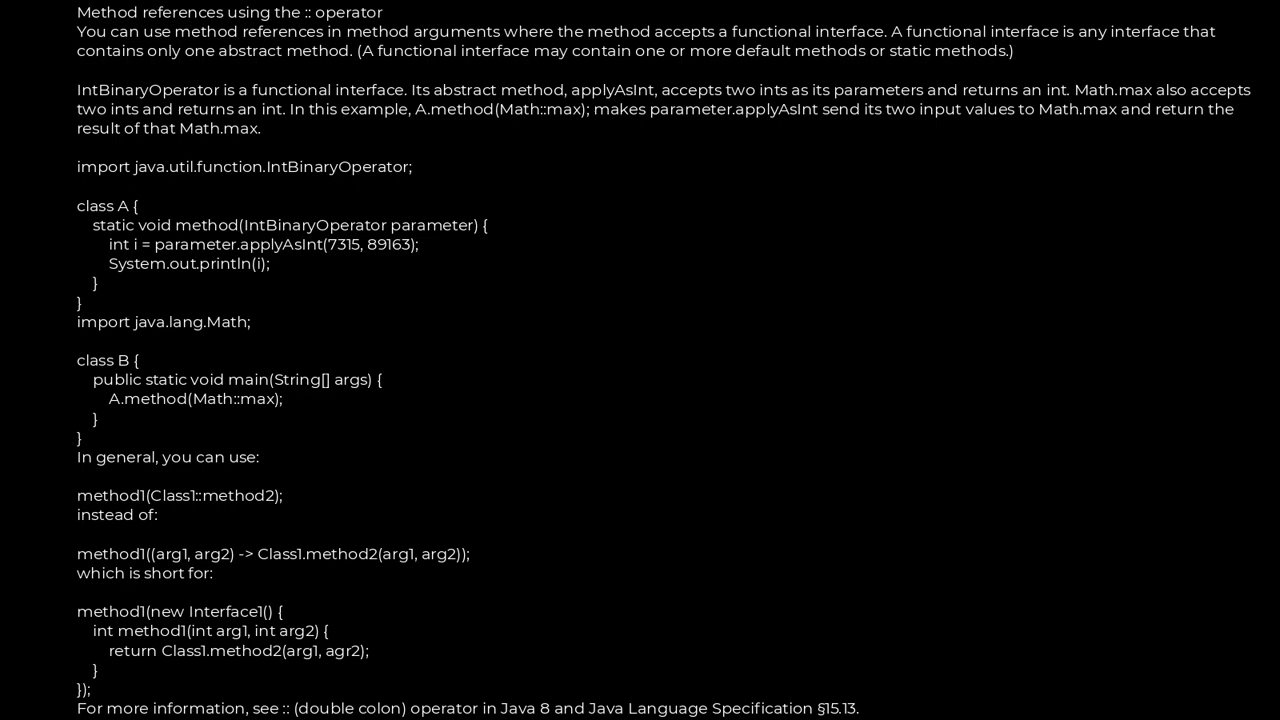 Method references using the :: operator
You can use method references in method arguments where the method accepts a functional interface. A functional interface is any interface that
contains only one abstract method. (A functional interface may contain one or more default methods or static methods.)
IntBinaryOperator is a functional interface. Its abstract method, applyAsInt, accepts two ints as its parameters and returns an int. Math.max also accepts
two ints and returns an int. In this example, A.method(Math::max); makes parameter.applyAsInt send its two input values to Math.max and return the
result of that Math.max.
import java.util.function.IntBinaryOperator;
class A {
static void method(IntBinaryOperator parameter) {
int i = parameter.applyAsInt(7315, 89163);
System.out.println(i);
}
}
import java.lang.Math;
class B {
public static void main(String[] args) {
A.method(Math::max);
}
}
In general, you can use:
method1(Class1::method2);
instead of:
method1((arg1, arg2) -> Class1.method2(arg1, arg2));
which is short for:
method1(new Interface1() {
int method1(int arg1, int arg2) {
return Class1.method2(arg1, agr2);
}
});
For more information, see :: (double colon) operator in Java 8 and Java Language Specification §15.13.